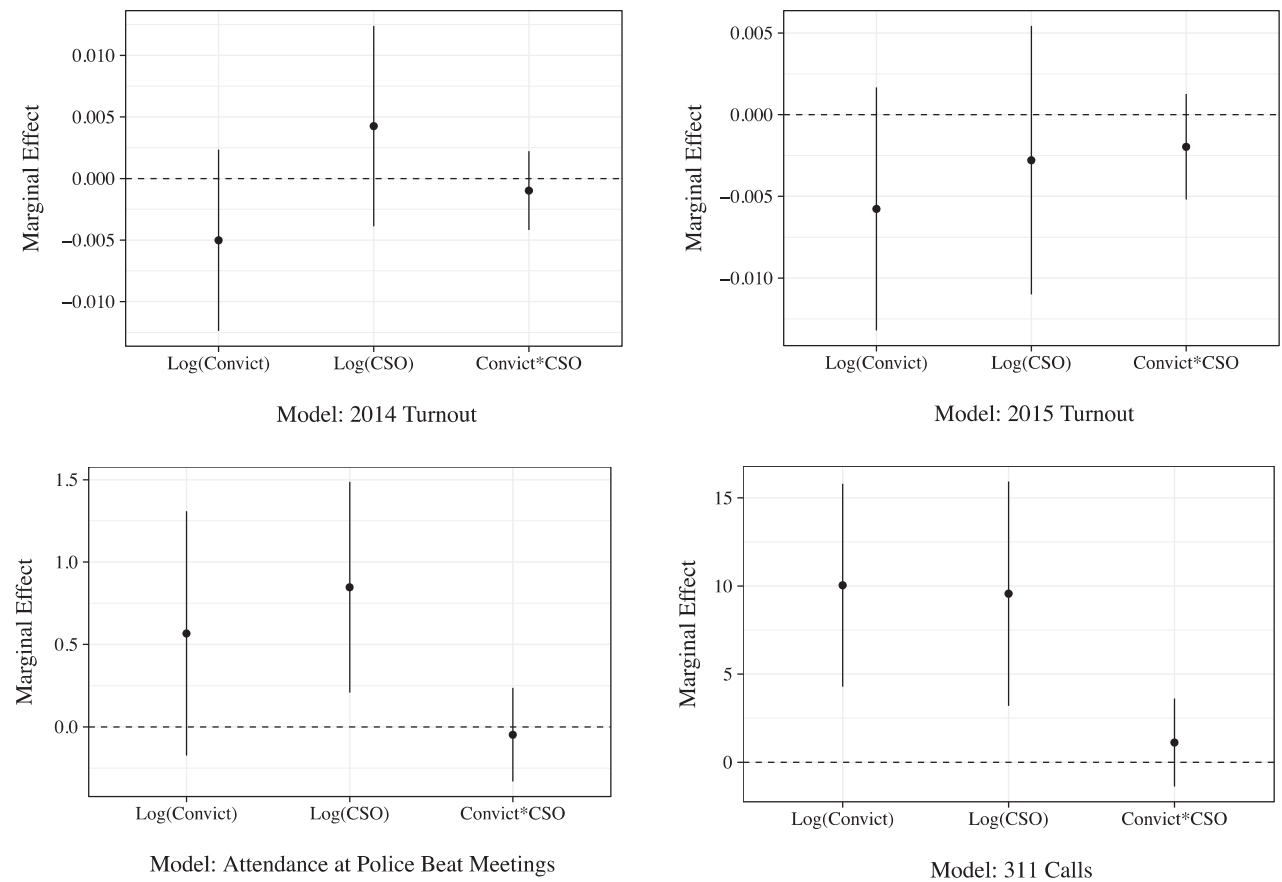 Marginal Effect
0.010
0.005
0.000
−0.005
−0.010
Log(Convict) Log(CSO) Convict*CSO
Model: 2014 Turnout
Marginal Effect
0.005
0.000
−0.005
−0.010
Log(Convict) Log(CSO) Convict*CSO
Model: 2015 Turnout
Marginal Effect
1.5
1.0
0.5
0.0
Log(Convict) Log(CSO) Convict*CSO
Model: Attendance at Police Beat Meetings
Marginal Effect
15
10
5
0
Log(Convict) Log(CSO) Convict*CSO
Model: 311 Calls